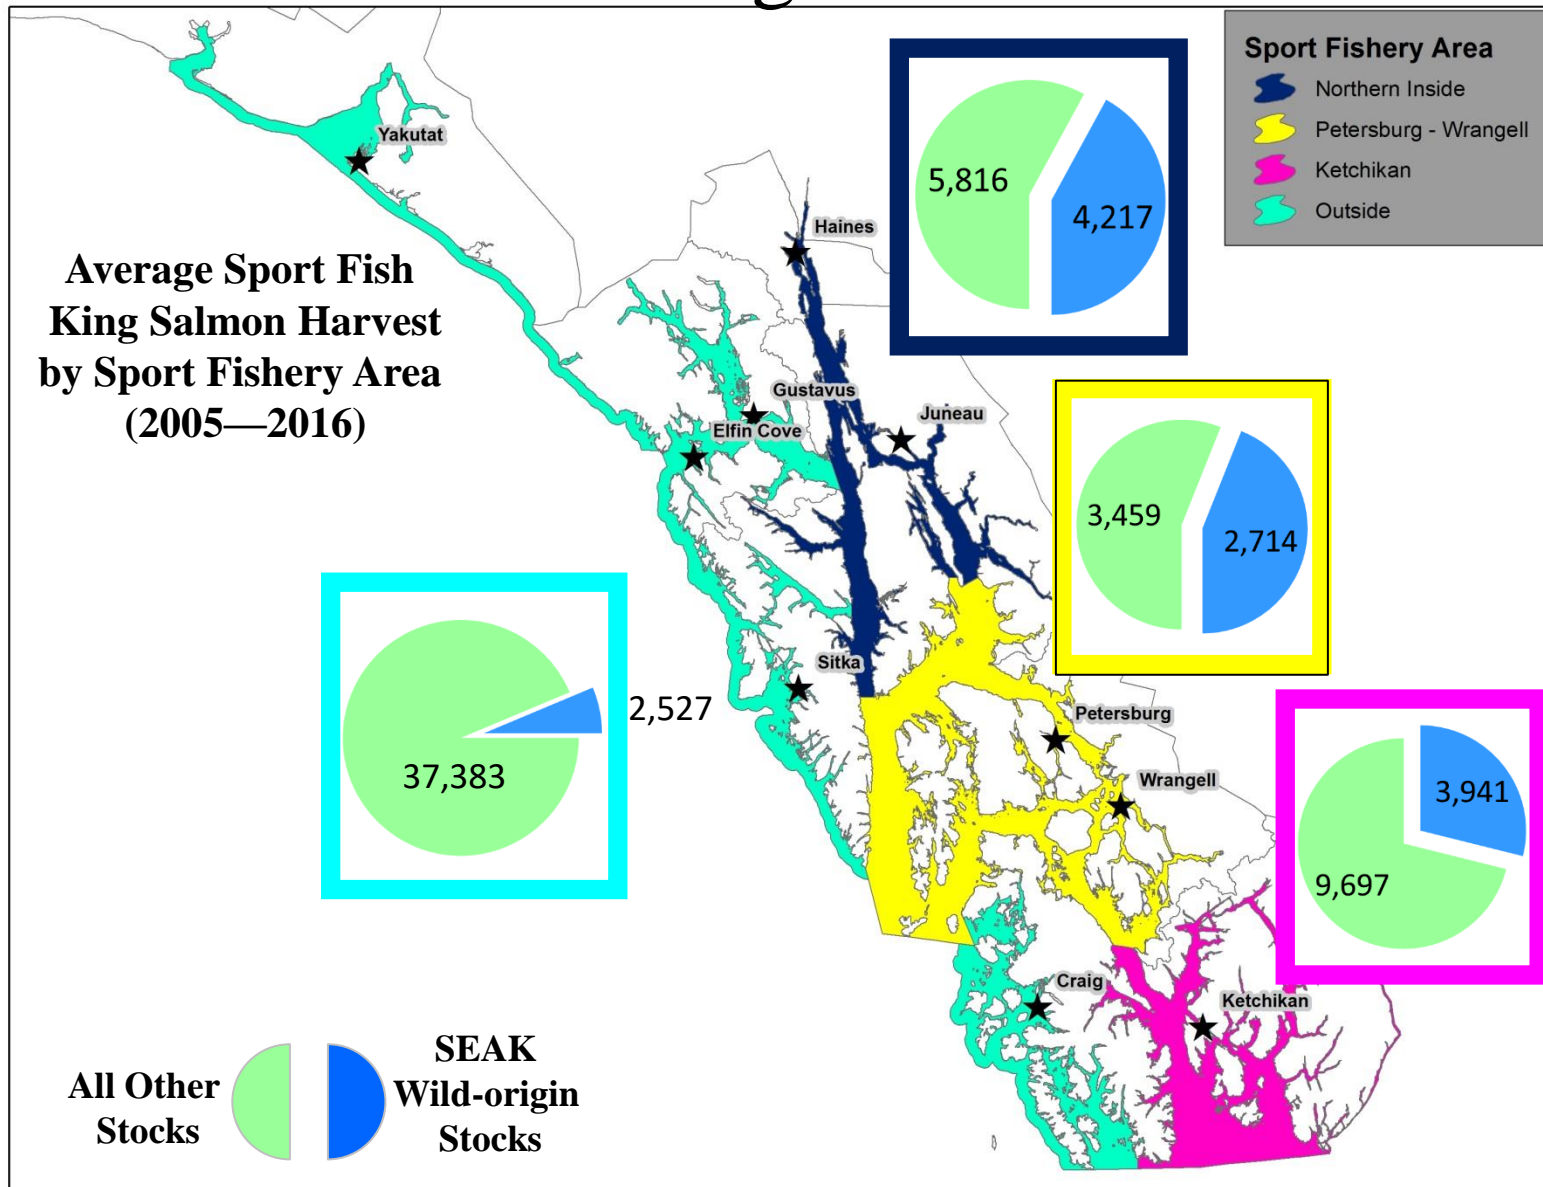 Sport Fishery Area
Northern Inside
Petersburg - Wrangell
Ketchikan
Outside
Average Sport Fish
King Salmon Harvest
by Sport Fishery Area
(2005—2016)
Yakutat
Haines
Gustavus
Elfin Cove
Juneau
Sitka
Petersburg
Wrangell
Craig
Ketchikan
5,816
4,217
3,459
2,714
37,383
2,527
3,941
9,697
All Other
Stocks
SEAK
Wild-origin
Stocks